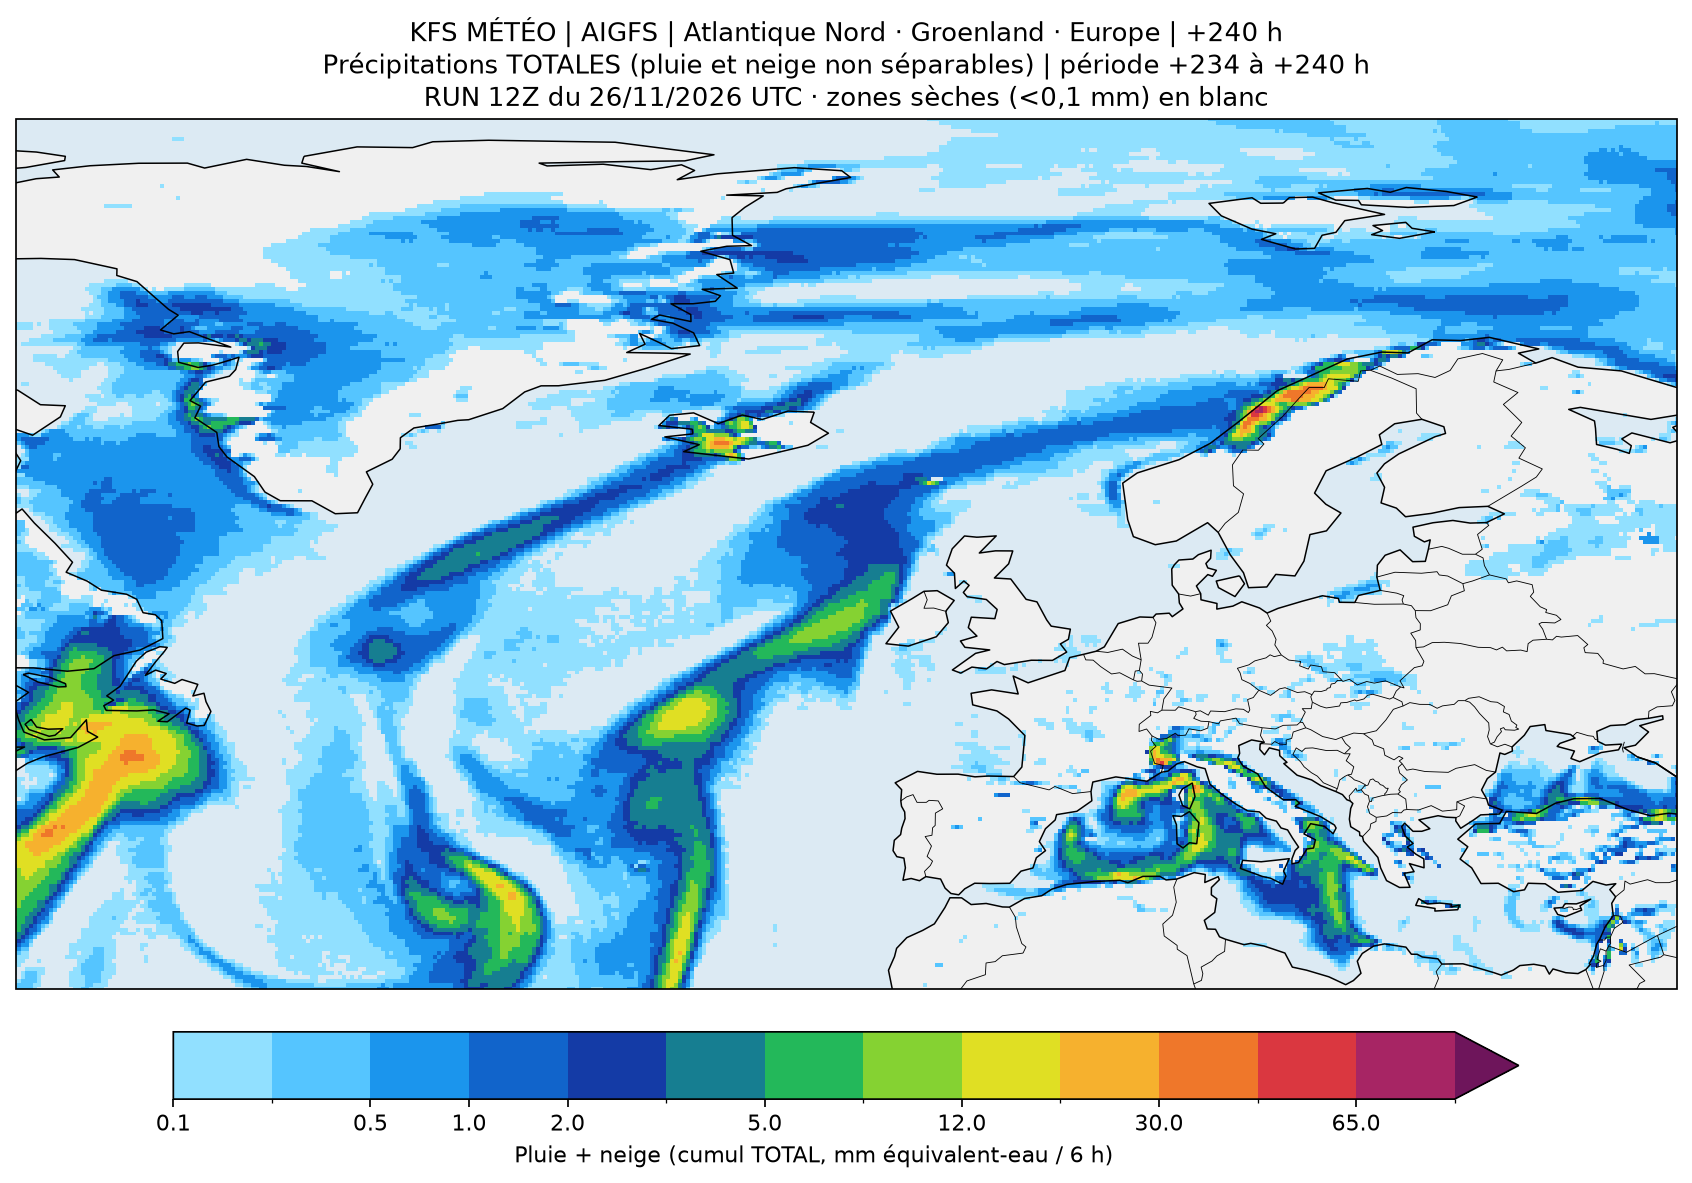 KFS MÉTÉO | AIGFS | Atlantique Nord · Groenland · Europe | +240 h
Précipitations TOTALES (pluie et neige non séparables) | période +234 à +240 h
RUN 12Z du 26/11/2026 UTC · zones sèches (<0,1 mm) en blanc
0.1 0.5 1.0 2.0 5.0 12.0 30.0 65.0
Pluie + neige (cumul TOTAL, mm équivalent-eau / 6 h)